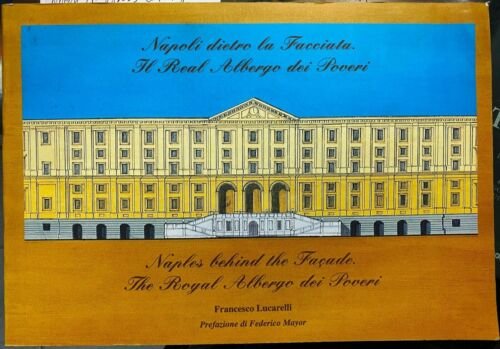 Napoli dietro la Facciata.
Il Real Albergo dei Poveri
Naples behind the Façade.
The Royal Albergo dei Poveri
Francesco Lucarelli
Prefazione di Federico Mayor